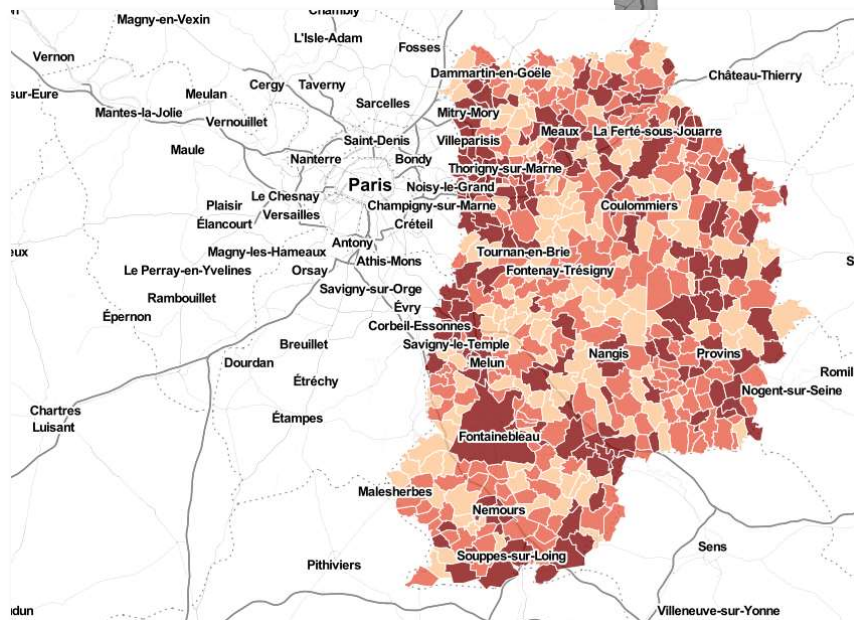 Chambly
Magny-en-Vexin
L'Isle-Adam
Fosses
Vernon
Dammartin-en-Goële
Château-Thierry
Cergy
Taverny
sur-Eure
Meulan
Sarcelles
Mantes-la-Jolie
Vernouillet
Mitry-Mory
Meaux
La Ferté-sous-Jouarre
Saint-Denis
Villeparisis
Maule
Nanterre
Bondy
Thorigny-sur-Marne
Paris
Noisy-le-Grand
Le Chesnay
Plaisir
Champigny-sur-Marne
Coulommiers
Versailles
Élancourt
Créteil
Antony
Magny-les-Hameaux
Tournan-en-Brie
Athis-Mons
Le Perray-en-Yvelines
Orsay
Fontenay-Trésigny
Savigny-sur-Orge
Rambouillet
Évry
Épernon
Corbeil-Essonnes
Breuillet
Savigny-le-Temple
Nangis
Provins
Dourdan
Melun
Romil
Étréchy
Nogent-sur-Seine
Chartres
Étampes
Luisant
Fontainebleau
Malesherbes
Nemours
Sens
Souppes-sur-Loing
Pithiviers
udun
Villeneuve-sur-Yonne